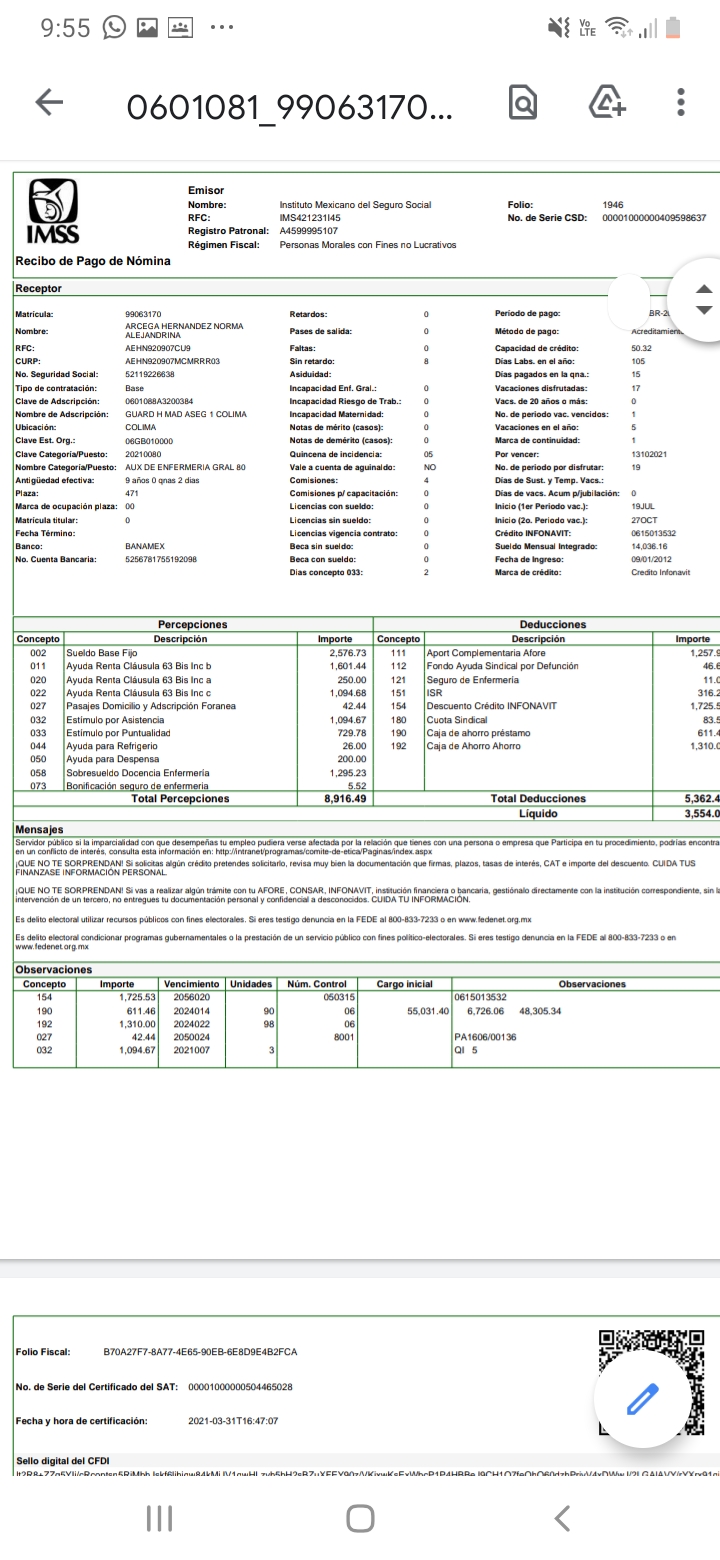 9:55
Vo LTE
0601081_99063170...
IMSS
Emisor
Nombre: Instituto Mexicano del Seguro Social Folio: 1946
RFC: IMS421231I45 No. de Serie CSD: 00001000000409598637
Registro Patronal: A4599995107
Régimen Fiscal: Personas Morales con Fines no Lucrativos
Recibo de Pago de Nómina
Receptor
Matrícula: 99063170 Retardos: 0 Período de pago: BR-20
Nombre: ARCEGA HERNANDEZ NORMA ALEJANDRINA Pases de salida: 0 Método de pago: Acreditamiento
RFC: AEHN920907CU9 Faltas: 0 Capacidad de crédito: 50.32
CURP: AEHN920907MCMRRR03 Sin retardo: 8 Días Labs. en el año: 105
No. Seguridad Social: 52119226638 Asiduidad: Días pagados en la qna.: 15
Tipo de contratación: Base Incapacidad Enf. Gral.: 0 Vacaciones disfrutadas: 17
Clave de Adscripción: 0601088A3200384 Incapacidad Riesgo de Trab.: 0 Vacs. de 20 años o más: 0
Nombre de Adscripción: GUARD H MAD ASEG 1 COLIMA Incapacidad Maternidad: 0 No. de periodo vac. vencidos: 1
Ubicación: COLIMA Notas de mérito (casos): 0 Vacaciones en el año: 5
Clave Est. Org.: 06GB010000 Notas de demérito (casos): 0 Marca de continuidad: 1
Clave Categoría/Puesto: 20210080 Quincena de incidencia: 05 Por vencer: 13102021
Nombre Categoría/Puesto: AUX DE ENFERMERIA GRAL 80 Vale a cuenta de aguinaldo: NO No. de periodo por disfrutar: 19
Antigüedad efectiva: 9 años 0 qnas 2 dias Comisiones: 4 Días de Sust. y Temp. Vacs.:
Plaza: 471 Comisiones p/ capacitación: 0 Días de vacs. Acum p/jubilación: 0
Marca de ocupación plaza: 00 Licencias con sueldo: 0 Inicio (1er Periodo vac.): 19JUL
Matrícula titular: 0 Licencias sin sueldo: 0 Inicio (2o. Periodo vac.): 27OCT
Fecha Término: Licencias vigencia contrato: 0 Crédito INFONAVIT: 0615013532
Banco: BANAMEX Beca sin sueldo: 0 Sueldo Mensual Integrado: 14,036.16
No. Cuenta Bancaria: 5256781755192098 Beca con sueldo: 0 Fecha de Ingreso: 09/01/2012
Dias concepto 033: 2 Marca de crédito: Credito Infonavit
Percepciones Deducciones
Concepto Descripción Importe Concepto Descripción Importe
002 Sueldo Base Fijo 2,576.73 111 Aport Complementaria Afore 1,257.9
011 Ayuda Renta Cláusula 63 Bis Inc b 1,601.44 112 Fondo Ayuda Sindical por Defunción 46.6
020 Ayuda Renta Cláusula 63 Bis Inc a 250.00 121 Seguro de Enfermería 11.0
022 Ayuda Renta Cláusula 63 Bis Inc c 1,094.68 151 ISR 316.2
027 Pasajes Domicilio y Adscripción Foranea 42.44 154 Descuento Crédito INFONAVIT 1,725.5
032 Estímulo por Asistencia 1,094.67 180 Cuota Sindical 83.5
033 Estímulo por Puntualidad 729.78 190 Caja de ahorro préstamo 611.4
044 Ayuda para Refrigerio 26.00 192 Caja de Ahorro Ahorro 1,310.0
050 Ayuda para Despensa 200.00
058 Sobresueldo Docencia Enfermería 1,295.23
073 Bonificación seguro de enfermeria 5.52
Total Percepciones 8,916.49 Total Deducciones 5,362.4
Líquido 3,554.0
Mensajes
Servidor público si la imparcialidad con que desempeñas tu empleo pudiera verse afectada por la relación que tienes con una persona o empresa que Participa en tu procedimiento, podrías encontra
en un conflicto de interés, consulta esta información en: http://intranet/programas/comite-de-etica/Paginas/index.aspx
¡QUE NO TE SORPRENDAN! Si solicitas algún crédito pretendes solicitarlo, revisa muy bien la documentación que firmas, plazos, tasas de interés, CAT e importe del descuento. CUIDA TUS
FINANZASE INFORMACIÓN PERSONAL.
¡QUE NO TE SORPRENDAN! Si vas a realizar algún trámite con tu AFORE, CONSAR, INFONAVIT, institución financiera o bancaria, gestiónalo directamente con la institución correspondiente, sin la
intervención de un tercero, no entregues tu documentación personal y confidencial a desconocidos. CUIDA TU INFORMACIÓN.
Es delito electoral utilizar recursos públicos con fines electorales. Si eres testigo denuncia en la FEDE al 800-833-7233 o en www.fedenet.org.mx
Es delito electoral condicionar programas gubernamentales o la prestación de un servicio público con fines político-electorales. Si eres testigo denuncia en la FEDE al 800-833-7233 o en
www.fedenet.org.mx
Observaciones
Concepto Importe Vencimiento Unidades Núm. Control Cargo inicial Observaciones
154 1,725.53 2056020 050315 0615013532
190 611.46 2024014 90 06 55,031.40 6,726.06 48,305.34
192 1,310.00 2024022 98 06
027 42.44 2050024 8001 PA1606/00136
032 1,094.67 2021007 3 QI 5
Folio Fiscal: B70A27F7-8A77-4E65-90EB-6E8D9E4B2FCA
No. de Serie del Certificado del SAT: 00001000000504465028
Fecha y hora de certificación: 2021-03-31T16:47:07
Sello digital del CFDI